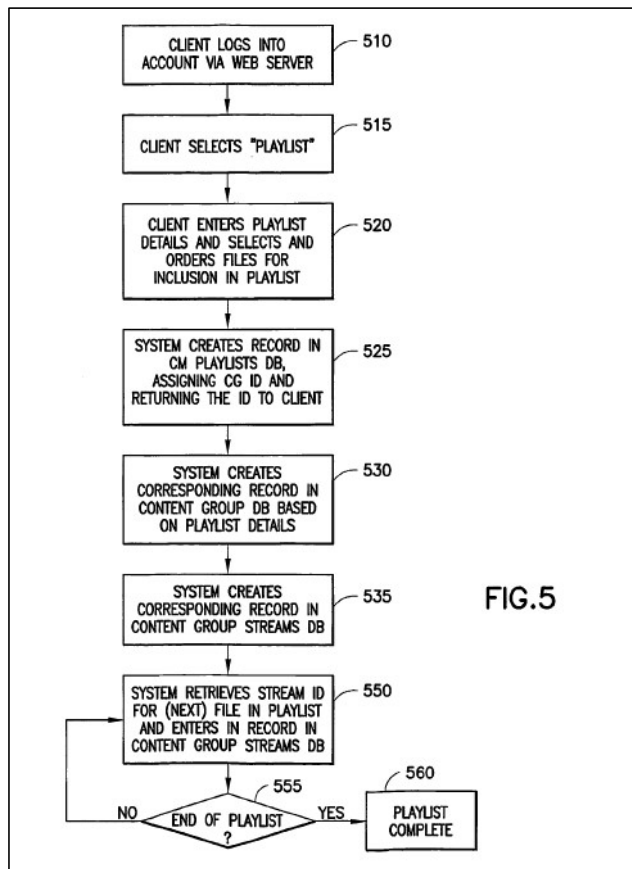 CLIENT LOGS INTO
ACCOUNT VIA WEB SERVER
510
CLIENT SELECTS "PLAYLIST"
515
CLIENT ENTERS PLAYLIST
DETAILS AND SELECTS AND
ORDERS FILES FOR
INCLUSION IN PLAYLIST
520
SYSTEM CREATES RECORD IN
CM PLAYLISTS DB,
ASSIGNING CG ID AND
RETURNING THE ID TO CLIENT
525
SYSTEM CREATES
CORRESPONDING RECORD IN
CONTENT GROUP DB BASED
ON PLAYLIST DETAILS
530
SYSTEM CREATES
CORRESPONDING RECORD IN
CONTENT GROUP STREAMS DB
535
FIG.5
SYSTEM RETRIEVES STREAM ID
FOR (NEXT) FILE IN PLAYLIST
AND ENTERS IN RECORD IN
CONTENT GROUP STREAMS DB
550
555
NO
END OF PLAYLIST
?
YES
560
PLAYLIST
COMPLETE